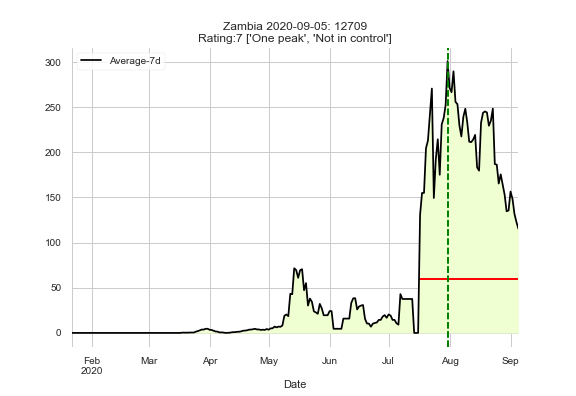 Zambia 2020-09-05: 12709
Rating:7 ['One peak', 'Not in control']
Average-7d
300
250
200
150
100
50
0
Feb
2020
Mar
Apr
May
Jun
Jul
Aug
Sep
Date